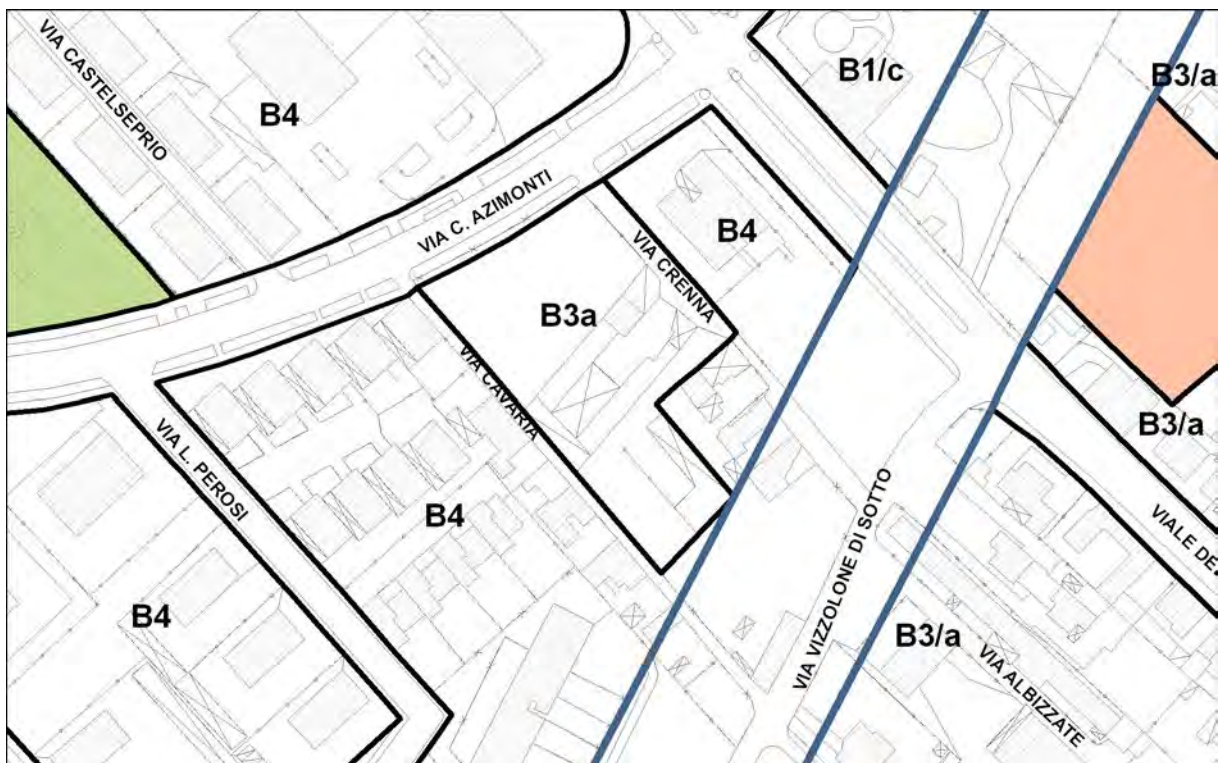 VIA CASTELSEPRIO
B4
B1/c
B3/a
VIA C. AZIMONTI
VIA CRENNA
B4
B3a
VIA CAVARIA
B3/a
VIA L. PEROSI
B4
VIALE DE
VIA VIZZOLONE DI SOTTO
B4
B3/a
VIA ALBIZZATE